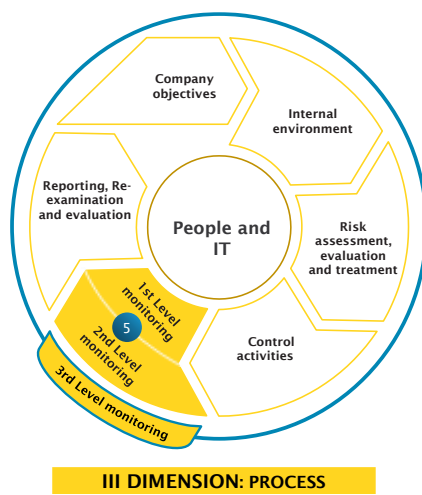 Company
objectives
Internal
environment
Reporting, Re-
examination
and evaluation
People and
IT
Risk
assessment,
evaluation
and treatment
1st Level
monitoring
5
2nd Level
monitoring
3rd Level monitoring
Control
activities
III DIMENSION: PROCESS